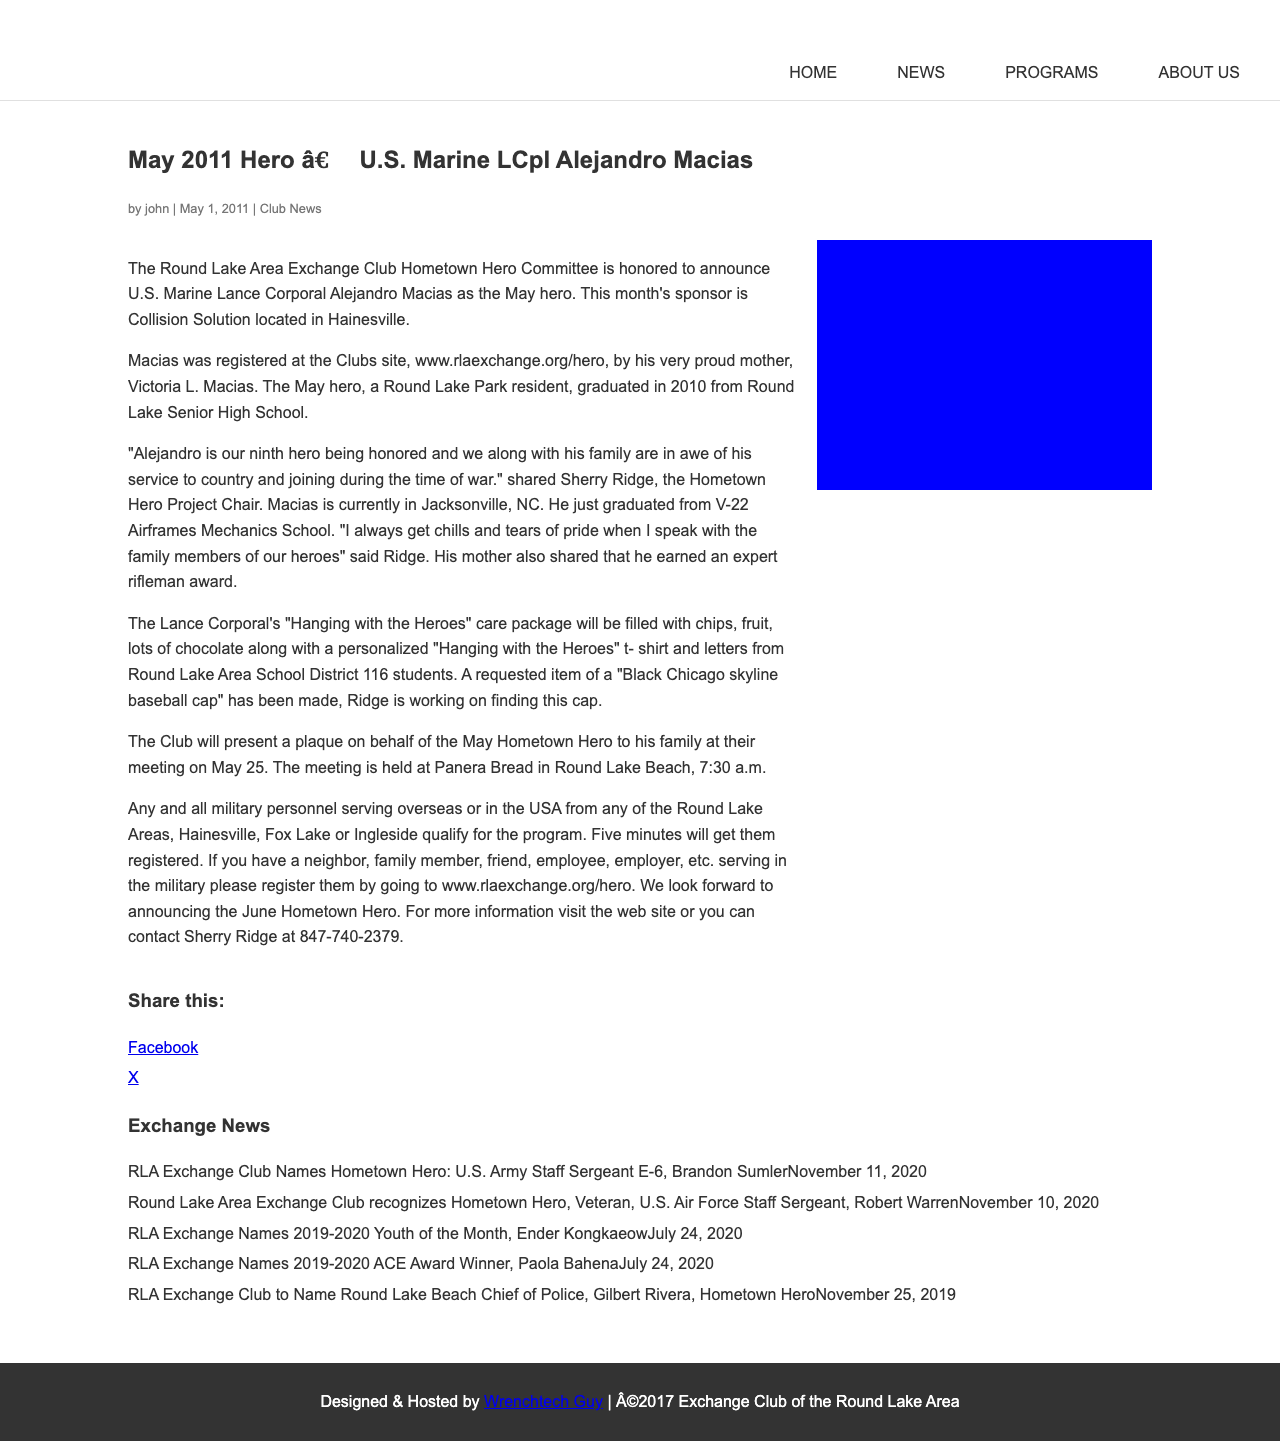 HOME NEWS PROGRAMS ABOUT US
May 2011 Hero â€ U.S. Marine LCpl Alejandro Macias
by john | May 1, 2011 | Club News
The Round Lake Area Exchange Club Hometown Hero Committee is honored to announce
U.S. Marine Lance Corporal Alejandro Macias as the May hero. This month's sponsor is
Collision Solution located in Hainesville.
Macias was registered at the Clubs site, www.rlaexchange.org/hero, by his very proud mother,
Victoria L. Macias. The May hero, a Round Lake Park resident, graduated in 2010 from Round
Lake Senior High School.
"Alejandro is our ninth hero being honored and we along with his family are in awe of his
service to country and joining during the time of war." shared Sherry Ridge, the Hometown
Hero Project Chair. Macias is currently in Jacksonville, NC. He just graduated from V-22
Airframes Mechanics School. "I always get chills and tears of pride when I speak with the
family members of our heroes" said Ridge. His mother also shared that he earned an expert
rifleman award.
The Lance Corporal's "Hanging with the Heroes" care package will be filled with chips, fruit,
lots of chocolate along with a personalized "Hanging with the Heroes" t- shirt and letters from
Round Lake Area School District 116 students. A requested item of a "Black Chicago skyline
baseball cap" has been made, Ridge is working on finding this cap.
The Club will present a plaque on behalf of the May Hometown Hero to his family at their
meeting on May 25. The meeting is held at Panera Bread in Round Lake Beach, 7:30 a.m.
Any and all military personnel serving overseas or in the USA from any of the Round Lake
Areas, Hainesville, Fox Lake or Ingleside qualify for the program. Five minutes will get them
registered. If you have a neighbor, family member, friend, employee, employer, etc. serving in
the military please register them by going to www.rlaexchange.org/hero. We look forward to
announcing the June Hometown Hero. For more information visit the web site or you can
contact Sherry Ridge at 847-740-2379.
Share this:
Facebook
X
Exchange News
RLA Exchange Club Names Hometown Hero: U.S. Army Staff Sergeant E-6, Brandon SumlerNovember 11, 2020
Round Lake Area Exchange Club recognizes Hometown Hero, Veteran, U.S. Air Force Staff Sergeant, Robert WarrenNovember 10, 2020
RLA Exchange Names 2019-2020 Youth of the Month, Ender KongkaeowJuly 24, 2020
RLA Exchange Names 2019-2020 ACE Award Winner, Paola BahenaJuly 24, 2020
RLA Exchange Club to Name Round Lake Beach Chief of Police, Gilbert Rivera, Hometown HeroNovember 25, 2019
Designed & Hosted by Wrenchtech Guy | Â©2017 Exchange Club of the Round Lake Area